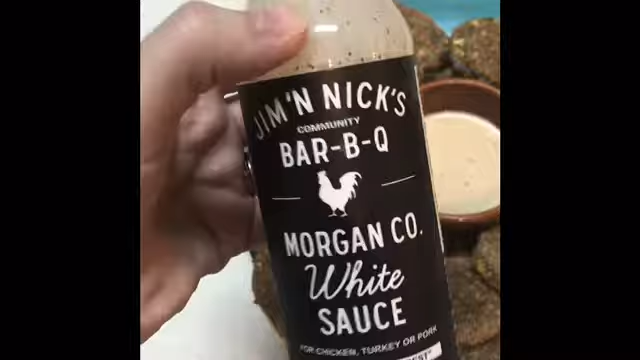 JIM'N NICK'S
COMMUNITY
BAR-B-Q
MORGAN CO.
White
SAUCE
FOR CHICKEN, TURKEY OR PORK